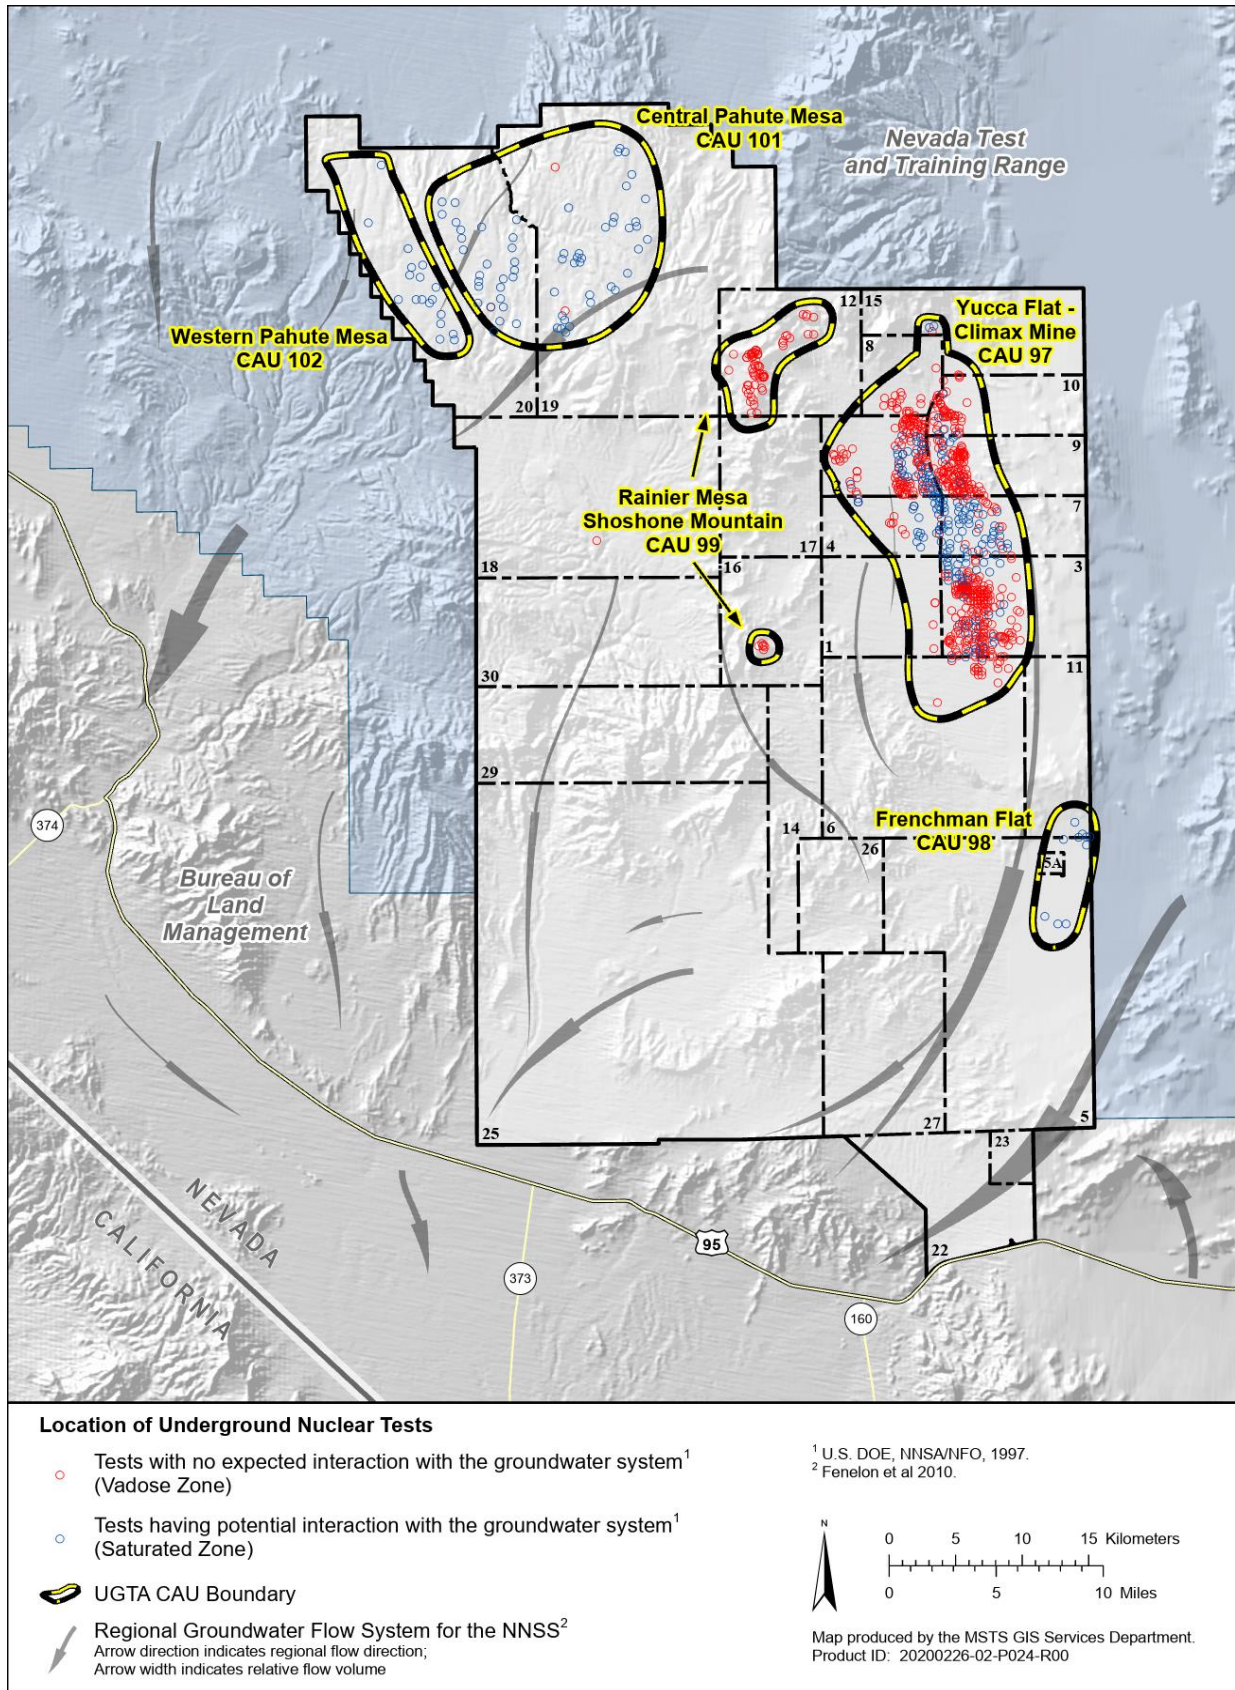 Central Pahute Mesa
CAU 101
Nevada Test
and Training Range
Western Pahute Mesa
CAU 102
12
15
Yucca Flat -
Climax Mine
CAU 97
8
10
20
19
9
2
7
Rainier Mesa
Shoshone Mountain
CAU 99
17
4
16
3
18
1
11
30
29
374
Frenchman Flat
CAU 98
14
6
26
5A
Bureau of
Land
Management
25
27
5
23
NEVADA
CALIFORNIA
95
22
373
160
Location of Underground Nuclear Tests
Tests with no expected interaction with the groundwater system1
(Vadose Zone)
Tests having potential interaction with the groundwater system1
(Saturated Zone)
UGTA CAU Boundary
Regional Groundwater Flow System for the NNSS2
Arrow direction indicates regional flow direction;
Arrow width indicates relative flow volume
1 U.S. DOE, NNSA/NFO, 1997.
2 Fenelon et al 2010.
N
0 5 10 15 Kilometers
0 5 10 Miles
Map produced by the MSTS GIS Services Department.
Product ID: 20200226-02-P024-R00